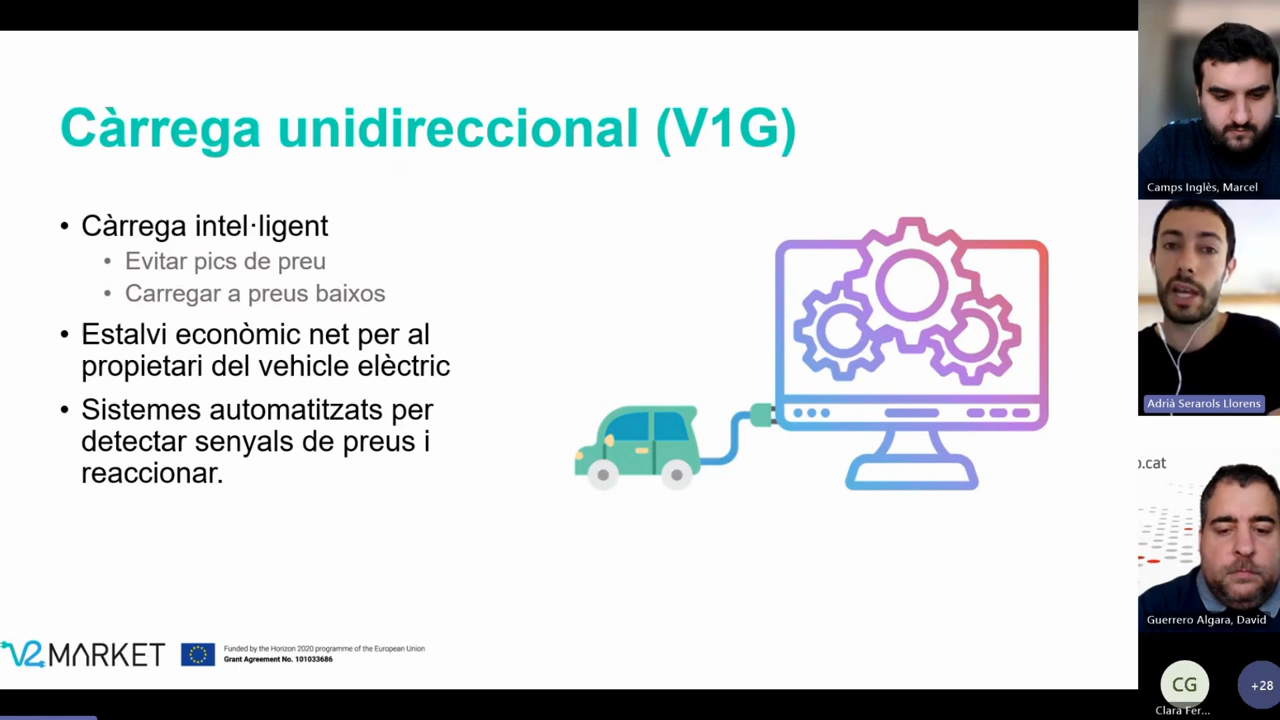 Càrrega unidireccional (V1G)
• Càrrega intel·ligent
• Evitar pics de preu
• Carregar a preus baixos
• Estalvi econòmic net per al
propietari del vehicle elèctric
• Sistemes automatitzats per
detectar senyals de preus i
reaccionar.
V2MARKET
Funded by the Horizon 2020 programme of the European Union
Grant Agreement No. 101033686
Camps Inglès, Marcel
Adrià Serarols Llorens
o.cat
Guerrero Algara, David
CG
Clara Fer...
+28